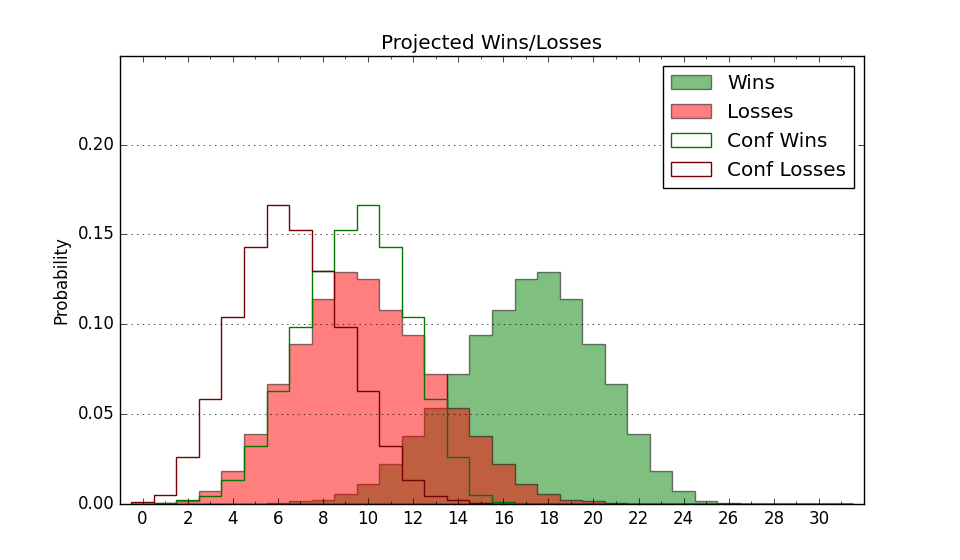 Projected Wins/Losses
Wins
Losses
Conf Wins
Conf Losses
Probability
0.20
0.15
0.10
0.05
0.00
0 2 4 6 8 10 12 14 16 18 20 22 24 26 28 30